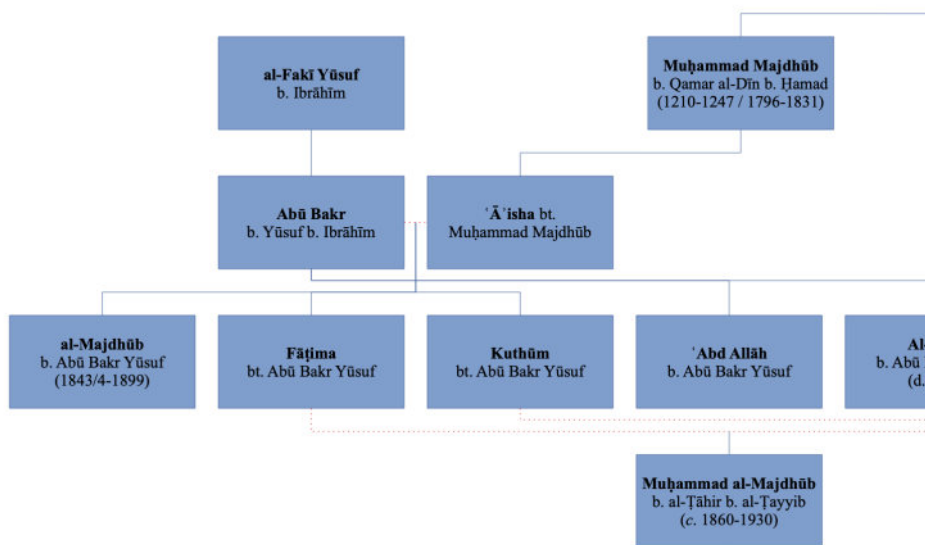 al-Fakī Yūsuf
b. Ibrāhīm
Muḥammad Majdhūb
b. Qamar al-Dīn b. Ḥamad
(1210-1247 / 1796-1831)
Abū Bakr
b. Yūsuf b. Ibrāhīm
ʿĀʾisha bt.
Muḥammad Majdhūb
al-Majdhūb
b. Abū Bakr Yūsuf
(1843/4-1899)
Fāṭima
bt. Abū Bakr Yūsuf
Kuthūm
bt. Abū Bakr Yūsuf
ʿAbd Allāh
b. Abū Bakr Yūsuf
Al-
b. Abū
(d.
Muḥammad al-Majdhūb
b. al-Ṭāhir b. al-Ṭayyib
(c. 1860-1930)